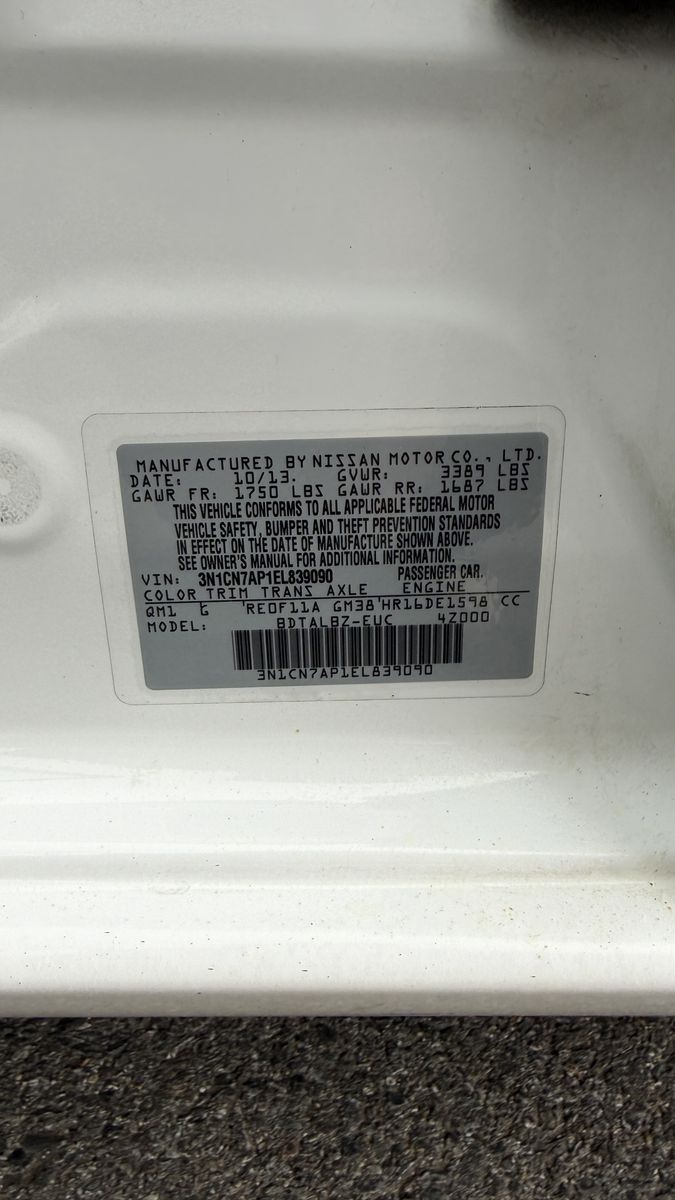 MANUFACTURED BY NISSAN MOTOR CO., LTD.
DATE: 10/13. GVWR: 3389 LBS
GAWR FR: 1750 LBS GAWR RR: 1687 LBS
THIS VEHICLE CONFORMS TO ALL APPLICABLE FEDERAL MOTOR
VEHICLE SAFETY, BUMPER AND THEFT PREVENTION STANDARDS
IN EFFECT ON THE DATE OF MANUFACTURE SHOWN ABOVE.
SEE OWNER'S MANUAL FOR ADDITIONAL INFORMATION.
VIN: 3N1CN7AP1EL839090 PASSENGER CAR.
COLOR TRIM TRANS AXLE ENGINE
QM1 G RE0F11A GM38 HR16DE1598 CC
MODEL: BDTALBZ-EUC 4Z000
3N1CN7AP1EL839090